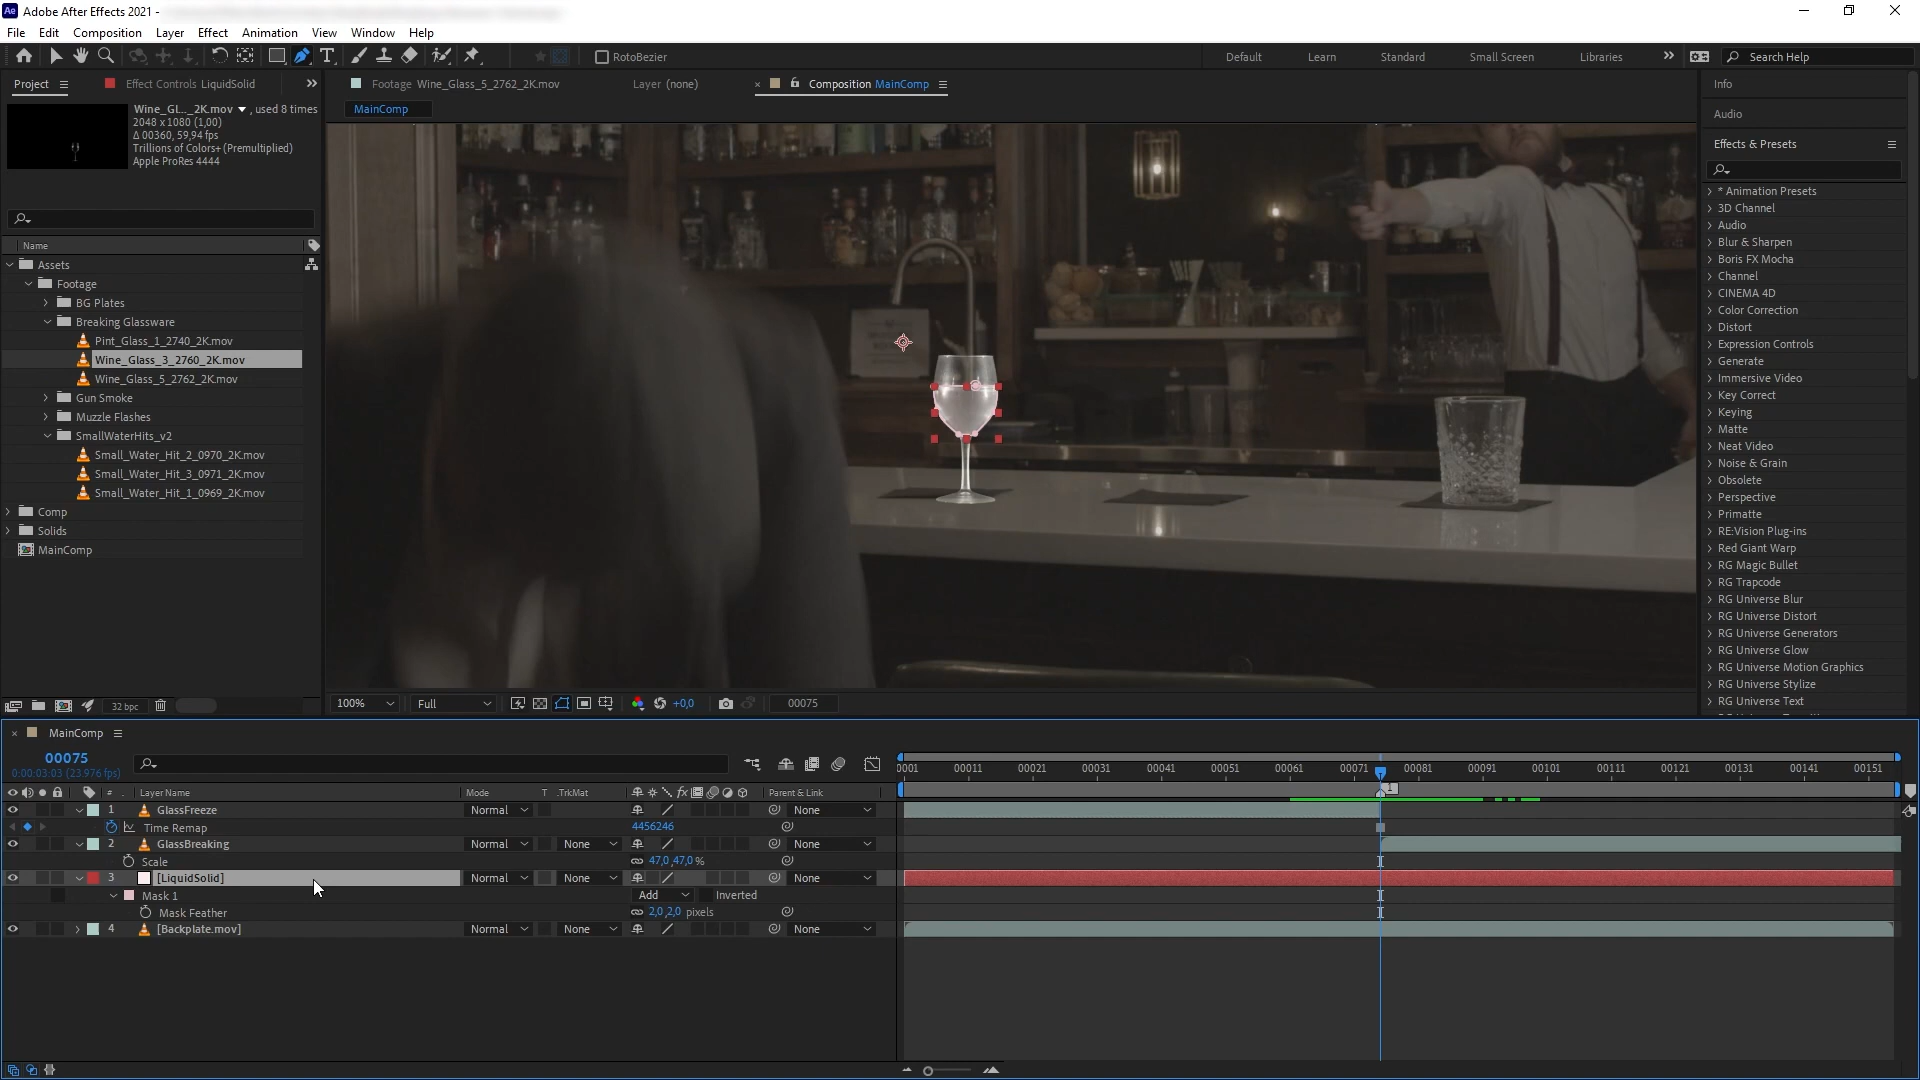 Adobe After Effects 2021 -
File Edit Composition Layer Effect Animation View Window Help
RotoBezier Default Learn Standard Small Screen Libraries Search Help
Project Effect Controls LiquidSolid
Wine_GL..._2K.mov , used 8 times
2048 x 1080 (1,00)
Δ 00360, 59,94 fps
Trillions of Colors+ (Premultiplied)
Apple ProRes 4444
Name
Assets
Footage
BG Plates
Breaking Glassware
Pint_Glass_1_2740_2K.mov
Wine_Glass_3_2760_2K.mov
Wine_Glass_5_2762_2K.mov
Gun Smoke
Muzzle Flashes
SmallWaterHits_v2
Small_Water_Hit_2_0970_2K.mov
Small_Water_Hit_3_0971_2K.mov
Small_Water_Hit_1_0969_2K.mov
Comp
Solids
MainComp
32 bpc
Footage Wine_Glass_5_2762_2K.mov Layer (none) Composition MainComp
MainComp
100% Full +0,0 00075
Info
Audio
Effects & Presets
* Animation Presets
3D Channel
Audio
Blur & Sharpen
Boris FX Mocha
Channel
CINEMA 4D
Color Correction
Distort
Expression Controls
Generate
Immersive Video
Key Correct
Keying
Matte
Neat Video
Noise & Grain
Obsolete
Perspective
Primatte
RE:Vision Plug-ins
Red Giant Warp
RG Magic Bullet
RG Trapcode
RG Universe Blur
RG Universe Distort
RG Universe Generators
RG Universe Glow
RG Universe Motion Graphics
RG Universe Stylize
RG Universe Text
MainComp
00075
0:00:03:03 (23.976 fps)
0001 00011 00021 00031 00041 00051 00061 00071 00081 00091 00101 00111 00121 00131 00141 00151
# Layer Name Mode T .TrkMat fx Parent & Link
1
1 GlassFreeze Normal None
Time Remap 4456246
2 GlassBreaking Normal None None
Scale 47,0,47,0 %
3 [LiquidSolid] Normal None None
Mask 1 Add Inverted
Mask Feather 2,0,2,0 pixels
4 [Backplate.mov] Normal None None